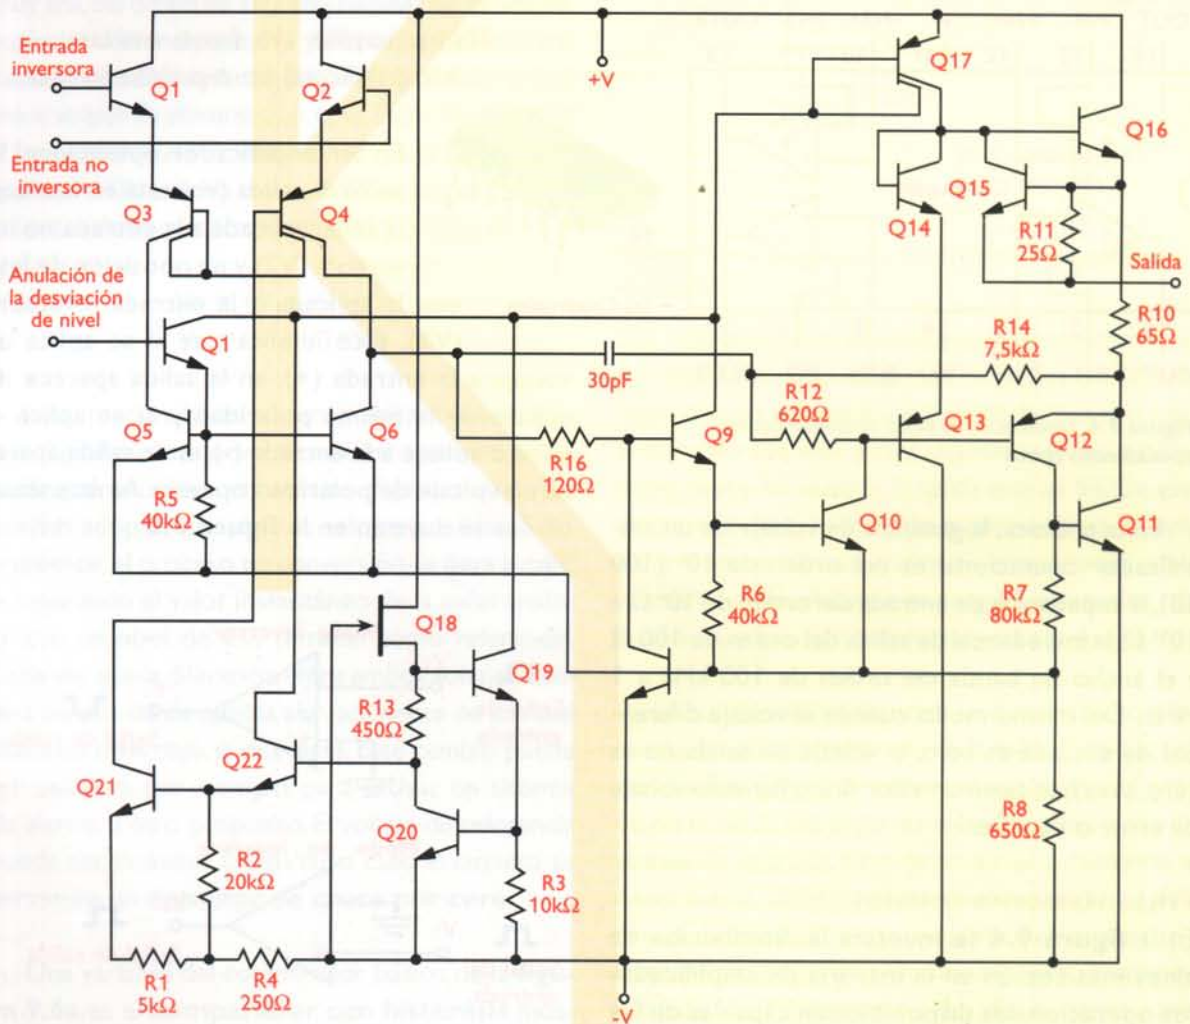 Entrada
inversora
Q1
Q2
+V
Q17
Q16
Entrada no
inversora
Q3
Q4
Q15
Q14
R11
25Ω
Salida
Anulación de
la desviación
de nivel
Q1
30pF
R14
7,5kΩ
R10
65Ω
R12
620Ω
Q5
Q6
R16
120Ω
Q9
Q13
Q12
R5
40kΩ
Q10
Q11
R6
40kΩ
R7
80kΩ
Q18
Q19
R13
450Ω
Q22
Q21
Q20
R8
650Ω
R2
20kΩ
R3
10kΩ
R1
5kΩ
R4
250Ω
-V